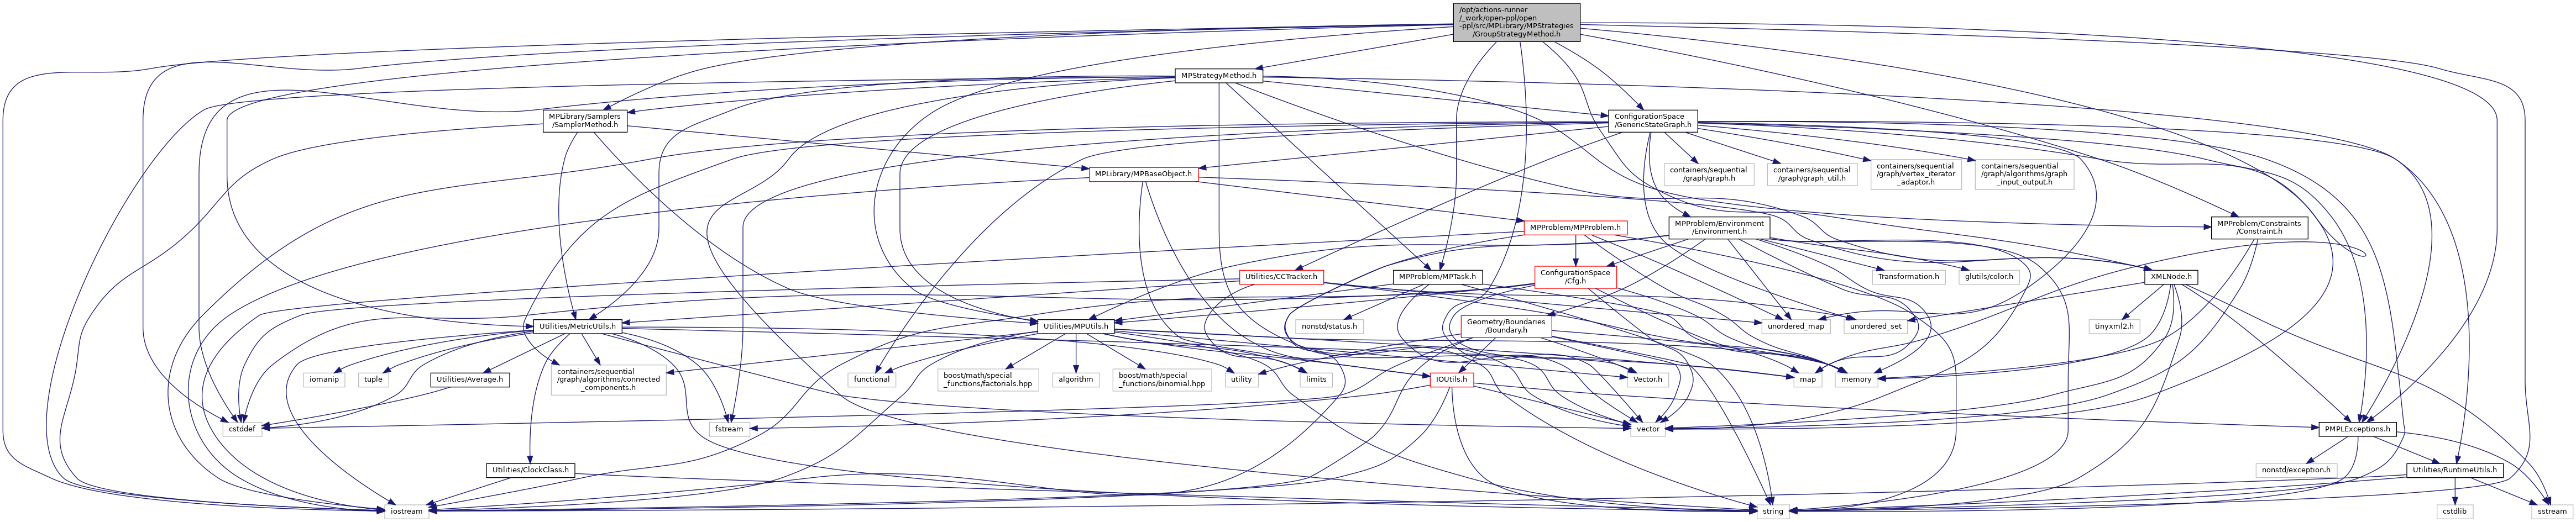 /opt/actions-runner
/_work/open-ppl/open
-ppl/src/MPLibrary/MPStrategies
/GroupStrategyMethod.h
MPStrategyMethod.h
MPLibrary/Samplers
/SamplerMethod.h
ConfigurationSpace
/GenericStateGraph.h
MPLibrary/MPBaseObject.h
containers/sequential
/graph/graph.h
containers/sequential
/graph/graph_util.h
containers/sequential
/graph/vertex_iterator
_adaptor.h
containers/sequential
/graph/algorithms/graph
_input_output.h
MPProblem/MPProblem.h
MPProblem/Environment
/Environment.h
MPProblem/Constraints
/Constraint.h
Utilities/CCTracker.h
MPProblem/MPTask.h
ConfigurationSpace
/Cfg.h
Transformation.h
glutils/color.h
XMLNode.h
Utilities/MetricUtils.h
Utilities/MPUtils.h
nonstd/status.h
Geometry/Boundaries
/Boundary.h
unordered_map
unordered_set
tinyxml2.h
iomanip
tuple
Utilities/Average.h
containers/sequential
/graph/algorithms/connected
_components.h
functional
boost/math/special
_functions/factorials.hpp
algorithm
boost/math/special
_functions/binomial.hpp
utility
limits
IOUtils.h
Vector.h
map
memory
cstddef
fstream
vector
PMPLExceptions.h
Utilities/ClockClass.h
nonstd/exception.h
Utilities/RuntimeUtils.h
iostream
string
cstdlib
sstream